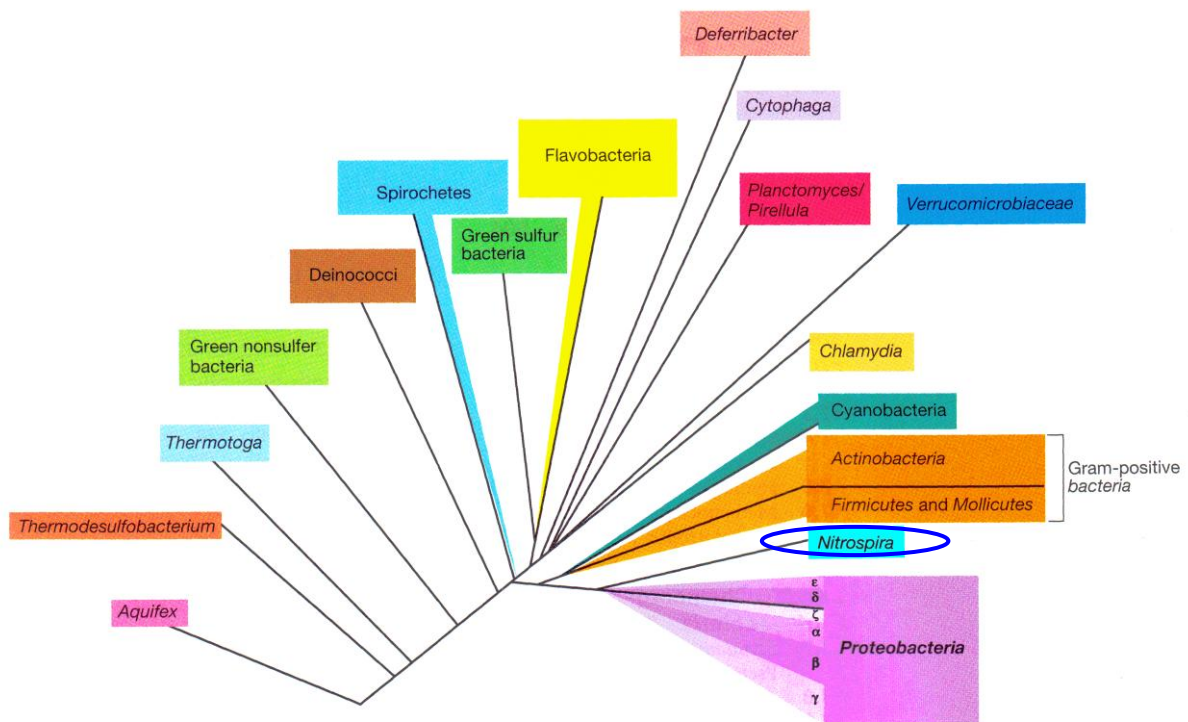 Deferribacter
Cytophaga
Flavobacteria
Spirochetes
Planctomyces/
Pirellula
Verrucomicrobiaceae
Green sulfur
bacteria
Deinococci
Green nonsulfer
bacteria
Chlamydia
Cyanobacteria
Thermotoga
Actinobacteria
Gram-positive
bacteria
Firmicutes and Mollicutes
Thermodesulfobacterium
Nitrospira
Aquifex
ε
δ
ζ
α
β
γ
Proteobacteria